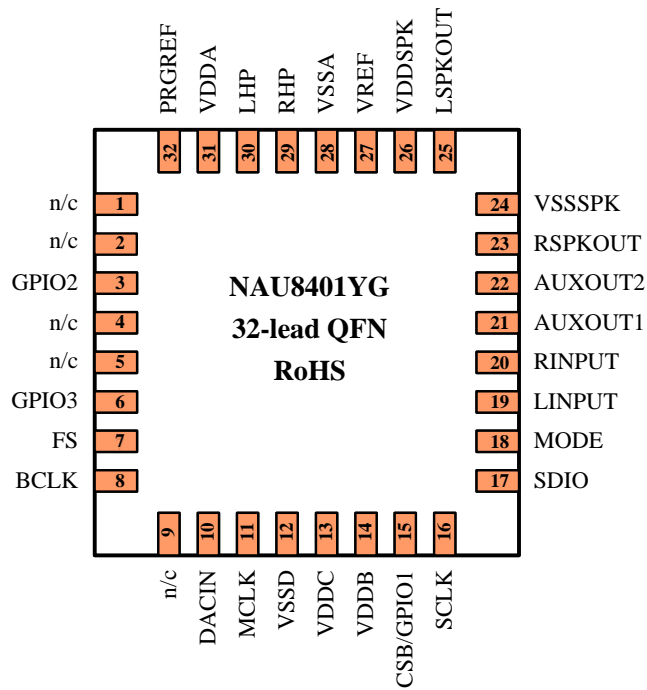 PRGREF
VDDA
LHP
RHP
VSSA
VREF
VDDSPK
LSPKOUT
32
31
30
29
28
27
26
25
n/c 1
n/c 2
GPIO2 3
n/c 4
n/c 5
GPIO3 6
FS 7
BCLK 8
NAU8401YG
32-lead QFN
RoHS
24 VSSSPK
23 RSPKOUT
22 AUXOUT2
21 AUXOUT1
20 RINPUT
19 LINPUT
18 MODE
17 SDIO
9
10
11
12
13
14
15
16
n/c
DACIN
MCLK
VSSD
VDDC
VDDB
CSB/GPIO1
SCLK